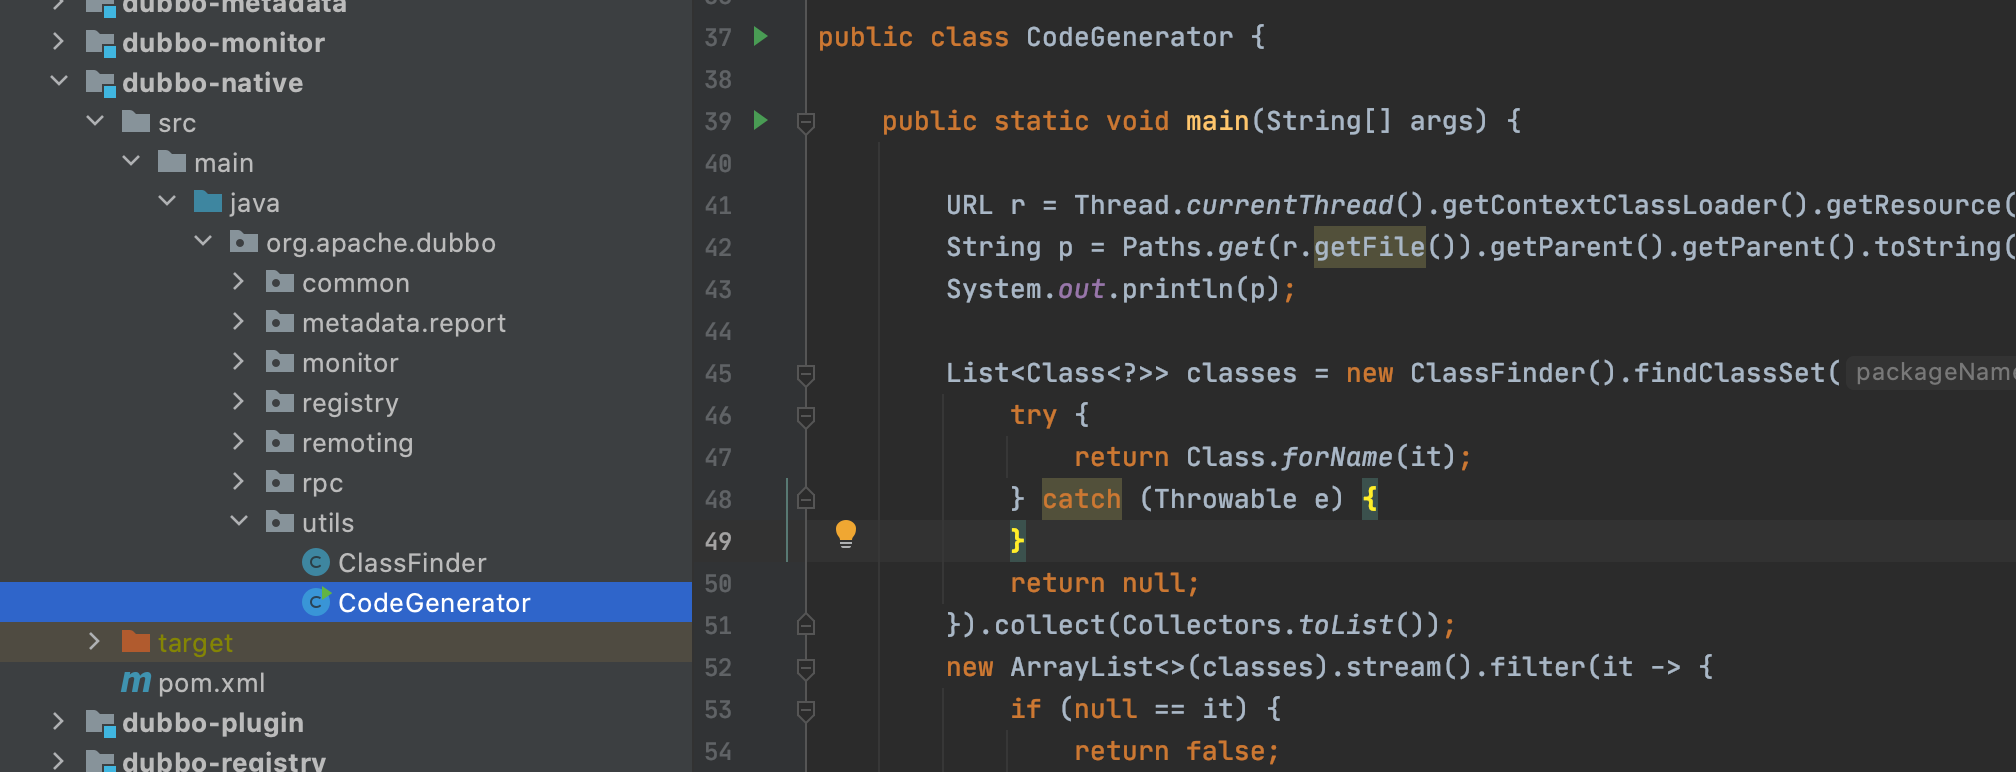 dubbo-metadata
dubbo-monitor
dubbo-native
src
main
java
org.apache.dubbo
common
metadata.report
monitor
registry
remoting
rpc
utils
ClassFinder
CodeGenerator
target
pom.xml
dubbo-plugin
dubbo-registry
37 public class CodeGenerator {
38
39 public static void main(String[] args) {
40
41 URL r = Thread.currentThread().getContextClassLoader().getResource(
42 String p = Paths.get(r.getFile()).getParent().getParent().toString(
43 System.out.println(p);
44
45 List<Class<?>> classes = new ClassFinder().findClassSet( packageName
46 try {
47 return Class.forName(it);
48 } catch (Throwable e) {
49 }
50 return null;
51 }).collect(Collectors.toList());
52 new ArrayList<>(classes).stream().filter(it -> {
53 if (null == it) {
54 return false;